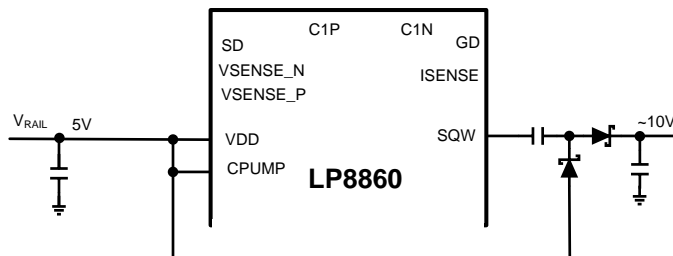 C1P C1N
SD GD
VSENSE_N ISENSE
VSENSE_P
VRAIL 5V VDD SQW ~10V
CPUMP
LP8860